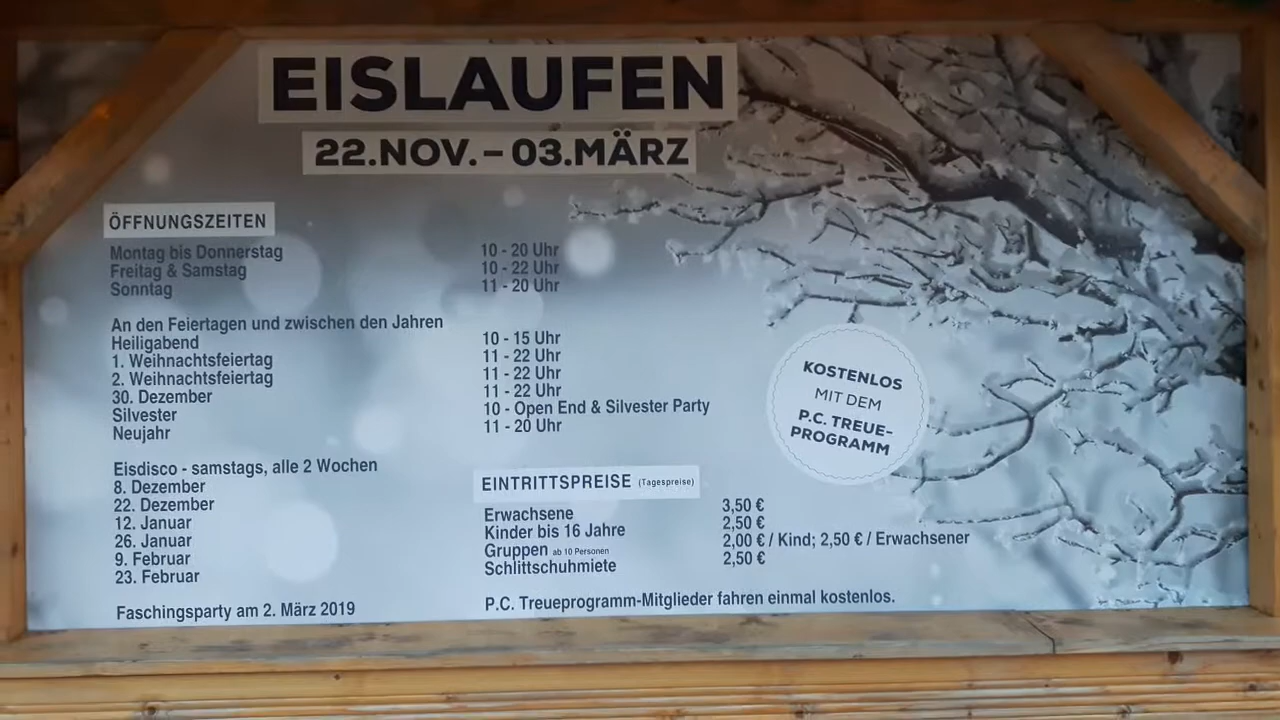 EISLAUFEN
22.NOV. – 03.MÄRZ
ÖFFNUNGSZEITEN
Montag bis Donnerstag 10 - 20 Uhr
Freitag & Samstag 10 - 22 Uhr
Sonntag 11 - 20 Uhr
An den Feiertagen und zwischen den Jahren
Heiligabend 10 - 15 Uhr
1. Weihnachtsfeiertag 11 - 22 Uhr
2. Weihnachtsfeiertag 11 - 22 Uhr
30. Dezember 11 - 22 Uhr
Silvester 10 - Open End & Silvester Party
Neujahr 11 - 20 Uhr
Eisdisco - samstags, alle 2 Wochen
8. Dezember
22. Dezember
12. Januar
26. Januar
9. Februar
23. Februar
Faschingsparty am 2. März 2019
KOSTENLOS
MIT DEM
P.C. TREUE-
PROGRAMM
EINTRITTSPREISE (Tagespreise)
Erwachsene 3,50 €
Kinder bis 16 Jahre 2,50 €
Gruppen ab 10 Personen 2,00 € / Kind; 2,50 € / Erwachsener
Schlittschuhmiete 2,50 €
P.C. Treueprogramm-Mitglieder fahren einmal kostenlos.